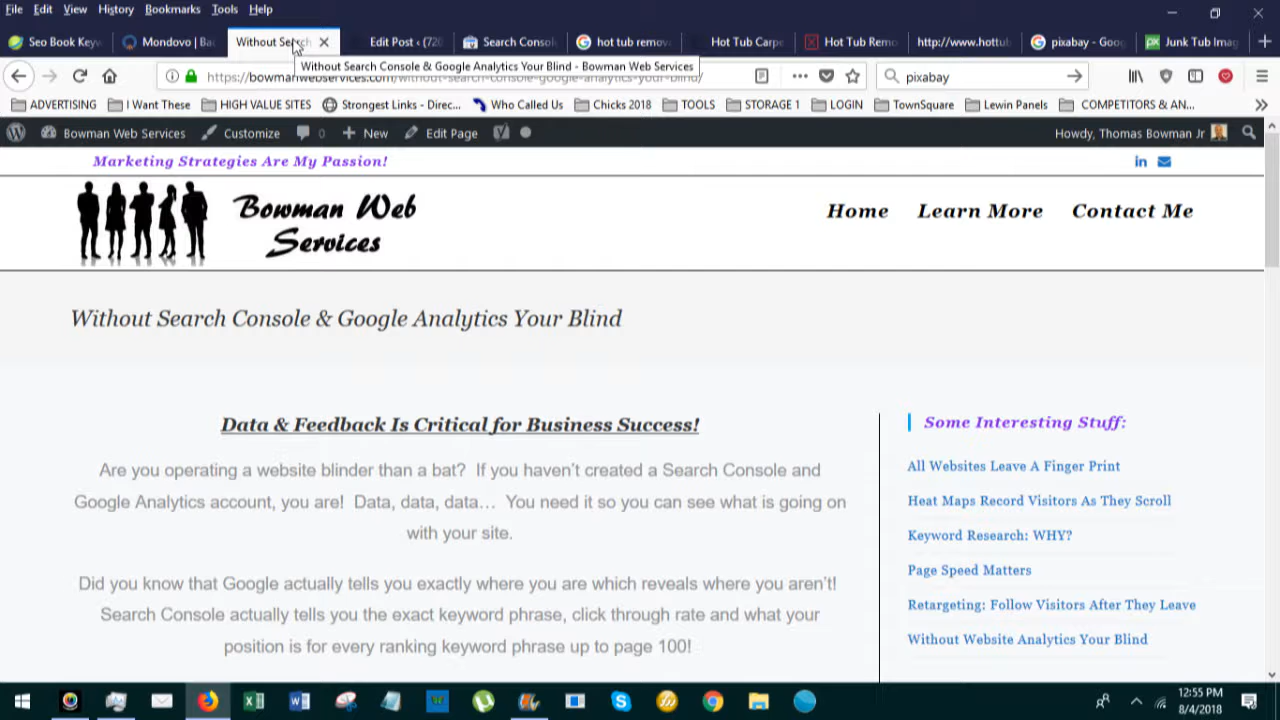 File Edit View History Bookmarks Tools Help
Seo Book Keyw
Mondovo | Ba
Without Search
Edit Post ‹ (720
Search Consol
hot tub remov
Hot Tub Carpe
Hot Tub Remo
http://www.hottub
pixabay - Goo
Junk Tub Imag
Without Search Console & Google Analytics Your Blind - Bowman Web Services
https://bowmanwebservices.com/without-search-console-google-analytics-your-blind/
pixabay
ADVERTISING I Want These HIGH VALUE SITES Strongest Links - Direc... Who Called Us Chicks 2018 TOOLS STORAGE 1 LOGIN TownSquare Lewin Panels COMPETITORS & AN...
Bowman Web Services Customize 0 New Edit Page Howdy, Thomas Bowman Jr
Marketing Strategies Are My Passion!
in
Bowman Web
Services
Home Learn More Contact Me
Without Search Console & Google Analytics Your Blind
Data & Feedback Is Critical for Business Success!
Are you operating a website blinder than a bat? If you haven't created a Search Console and
Google Analytics account, you are! Data, data, data… You need it so you can see what is going on
with your site.
Did you know that Google actually tells you exactly where you are which reveals where you aren't!
Search Console actually tells you the exact keyword phrase, click through rate and what your
position is for every ranking keyword phrase up to page 100!
Some Interesting Stuff:
All Websites Leave A Finger Print
Heat Maps Record Visitors As They Scroll
Keyword Research: WHY?
Page Speed Matters
Retargeting: Follow Visitors After They Leave
Without Website Analytics Your Blind
12:55 PM
8/4/2018